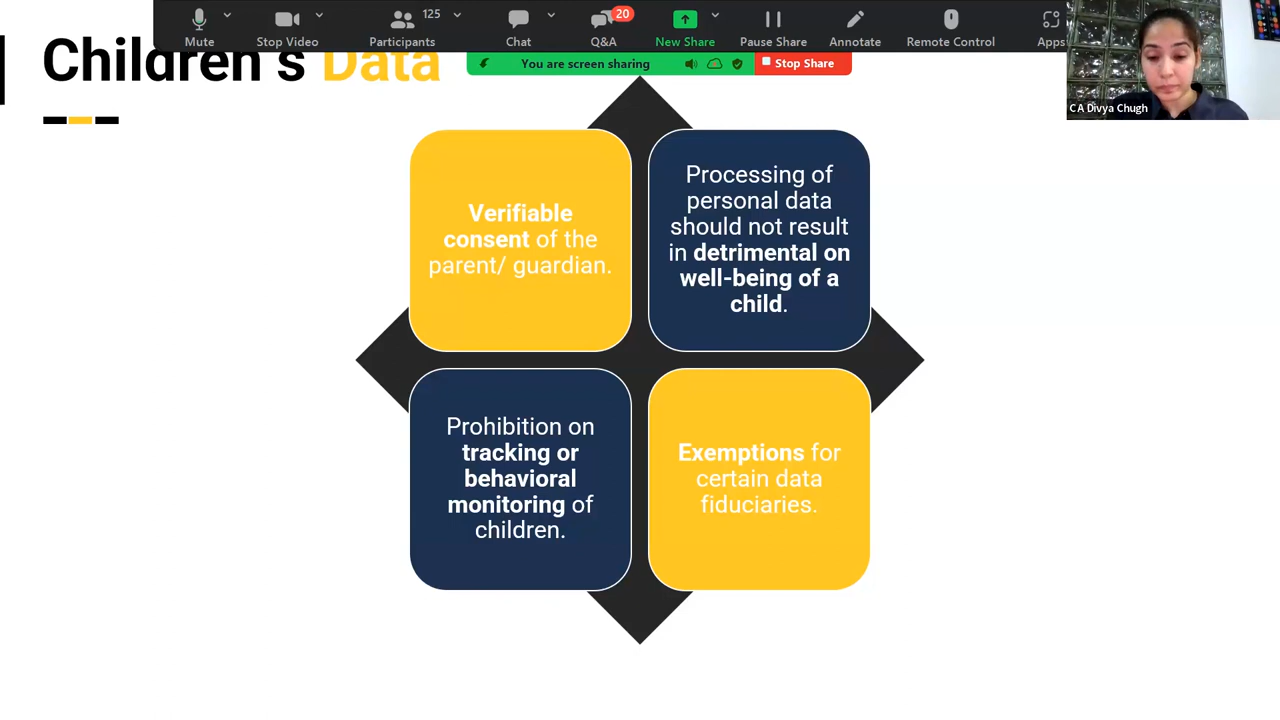 Mute
Stop Video
125
Participants
Chat
20
Q&A
New Share
Pause Share
Annotate
Remote Control
Apps
You are screen sharing
Stop Share
CA Divya Chugh
Children's Data
Verifiable
consent of the
parent/ guardian.
Processing of
personal data
should not result
in detrimental on
well-being of a
child.
Prohibition on
tracking or
behavioral
monitoring of
children.
Exemptions for
certain data
fiduciaries.